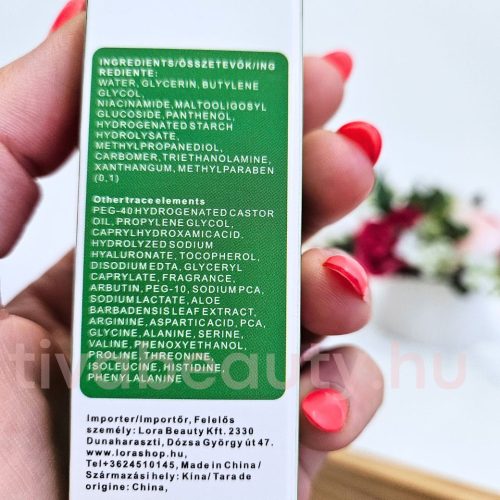 INGREDIENTS/ÖSSZETEVŐK/ING
REDIENTE:
WATER, GLYCERIN, BUTYLENE
GLYCOL,
NIACINAMIDE, MALTOOLIGOSYL
GLUCOSIDE, PANTHENOL,
HYDROGENATED STARCH
HYDROLYSATE,
METHYLPROPANEDIOL,
CARBOMER, TRIETHANOLAMINE,
XANTHANGUM, METHYLPARABEN
(0,1)
Othertrace elements
PEG-40 HYDROGENATED CASTOR
OIL, PROPYLENE GLYCOL,
CAPRYLHYDROXAMIC ACID.
HYDROLYZED SODIUM
HYALURONATE, TOCOPHEROL,
DISODIUM EDTA, GLYCERYL
CAPRYLATE, FRAGRANCE,
ARBUTIN, PEG-10, SODIUM PCA,
SODIUM LACTATE, ALOE
BARBADENSIS LEAF EXTRACT,
ARGININE, ASPARTICACID, PCA,
GLYCINE, ALANINE, SERINE,
VALINE, PHENOXYETHANOL,
PROLINE, THREONINE,
ISOLEUCINE, HISTIDINE,
PHENYLALANINE
tivabeauty.hu
Importer/Importőr, Felelős
személy: Lora Beauty Kft. 2330
Dunaharaszti, Dózsa György út 47.
www.lorashop.hu,
Tel+3624510145, Made in China/
Származási hely: Kína/Tara de
origine: China,